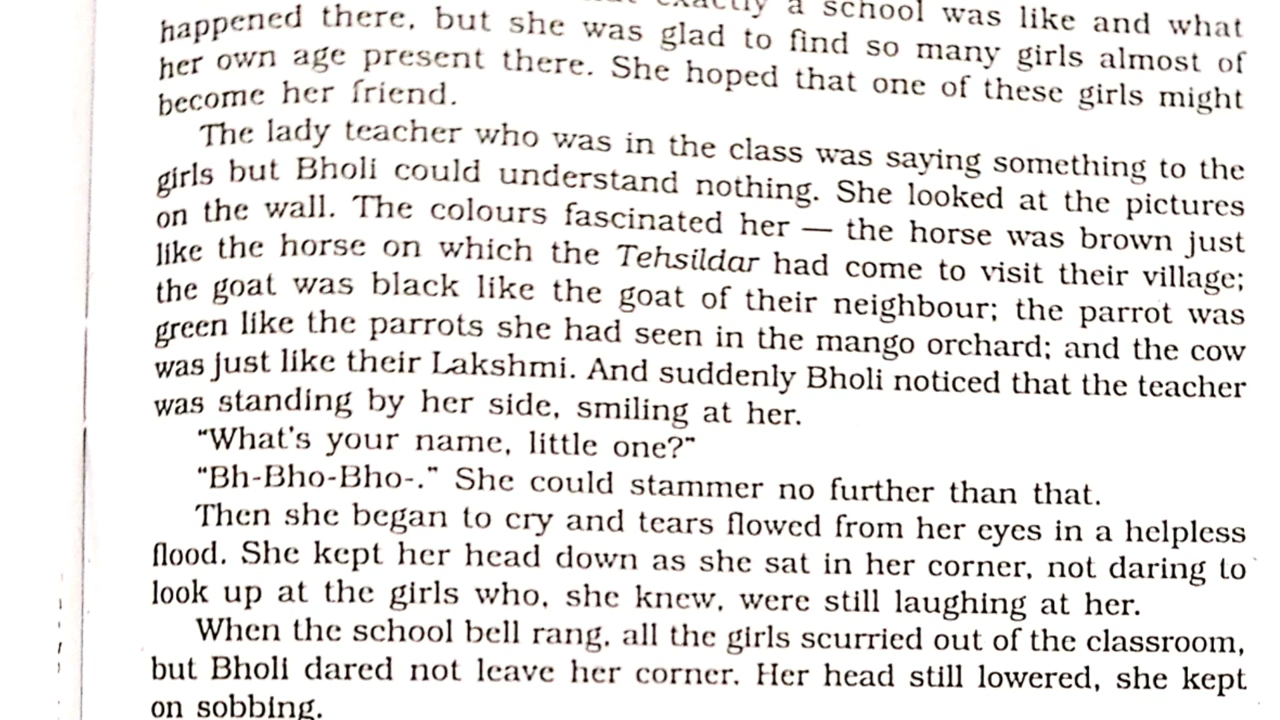 exactly a school was like and what
happened there, but she was glad to find so many girls almost of
her own age present there. She hoped that one of these girls might
become her friend.
The lady teacher who was in the class was saying something to the
girls but Bholi could understand nothing. She looked at the pictures
on the wall. The colours fascinated her — the horse was brown just
like the horse on which the Tehsildar had come to visit their village;
the goat was black like the goat of their neighbour; the parrot was
green like the parrots she had seen in the mango orchard; and the cow
was just like their Lakshmi. And suddenly Bholi noticed that the teacher
was standing by her side, smiling at her.
“What's your name, little one?”
“Bh-Bho-Bho-.” She could stammer no further than that.
Then she began to cry and tears flowed from her eyes in a helpless
flood. She kept her head down as she sat in her corner, not daring to
look up at the girls who, she knew, were still laughing at her.
When the school bell rang, all the girls scurried out of the classroom,
but Bholi dared not leave her corner. Her head still lowered, she kept
on sobbing.